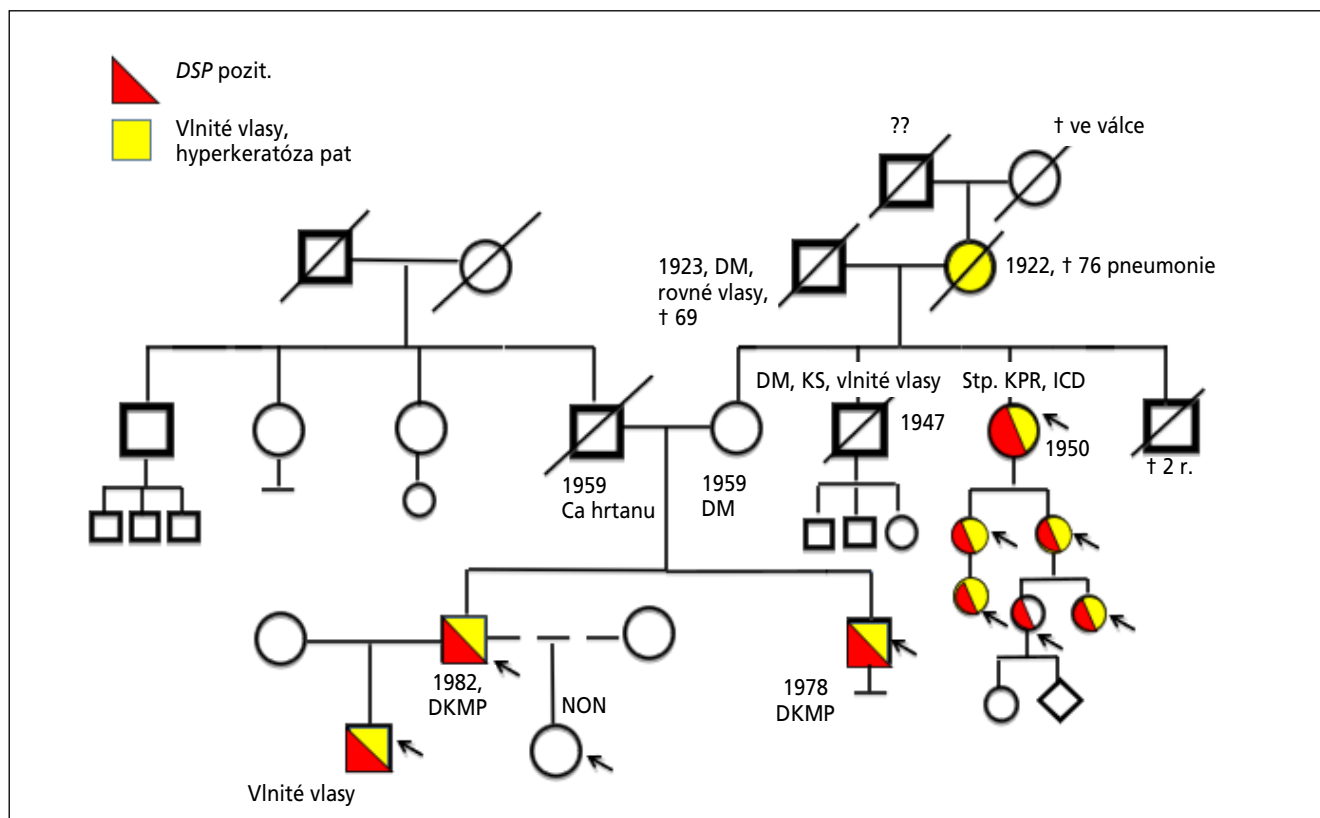 DSP pozit.
Vlnité vlasy,
hyperkeratóza pat
??
† ve válce
1923, DM,
rovné vlasy,
† 69
1922, † 76 pneumonie
DM, KS, vlnité vlasy
Stp. KPR, ICD
1947
1950
† 2 r.
1959
Ca hrtanu
1959
DM
1982,
DKMP
NON
1978
DKMP
Vlnité vlasy